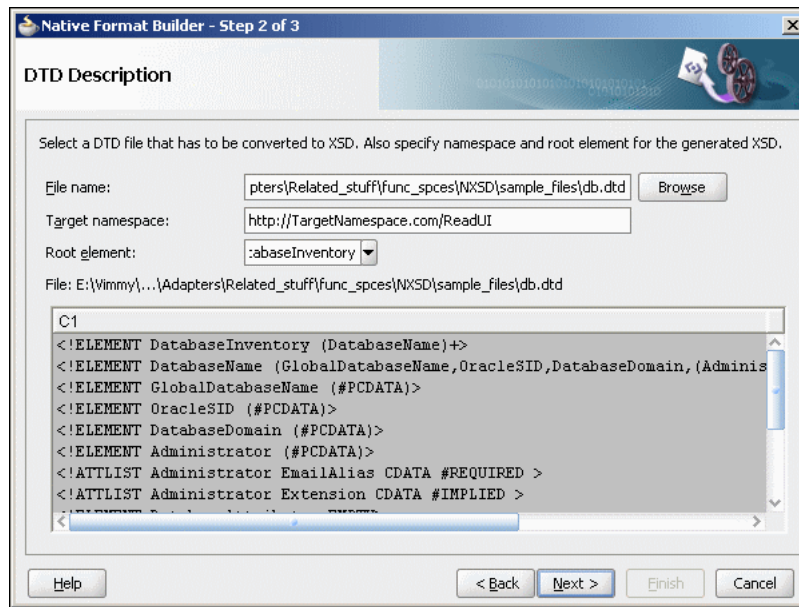 Native Format Builder - Step 2 of 3
DTD Description
Select a DTD file that has to be converted to XSD. Also specify namespace and root element for the generated XSD.
File name: pters\Related_stuff\func_spces\NXSD\sample_files\db.dtd Browse
Target namespace: http://TargetNamespace.com/ReadUI
Root element: :abaseInventory
File: E:\Vimmy\...\Adapters\Related_stuff\func_spces\NXSD\sample_files\db.dtd
C1
<!ELEMENT DatabaseInventory (DatabaseName)+>
<!ELEMENT DatabaseName (GlobalDatabaseName,OracleSID,DatabaseDomain,(Adminis
<!ELEMENT GlobalDatabaseName (#PCDATA)>
<!ELEMENT OracleSID (#PCDATA)>
<!ELEMENT DatabaseDomain (#PCDATA)>
<!ELEMENT Administrator (#PCDATA)>
<!ATTLIST Administrator EmailAlias CDATA #REQUIRED >
<!ATTLIST Administrator Extension CDATA #IMPLIED >
Help < Back Next > Finish Cancel